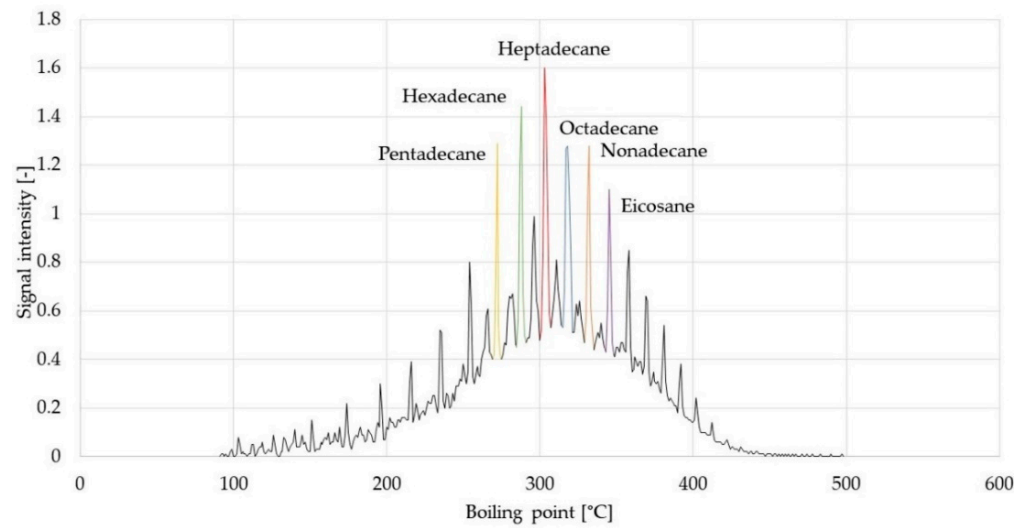 1.8
1.6
1.4
1.2
1
0.8
0.6
0.4
0.2
0
Signal intensity [-]
Heptadecane
Hexadecane
Octadecane
Pentadecane
Nonadecane
Eicosane
0 100 200 300 400 500 600
Boiling point [°C]